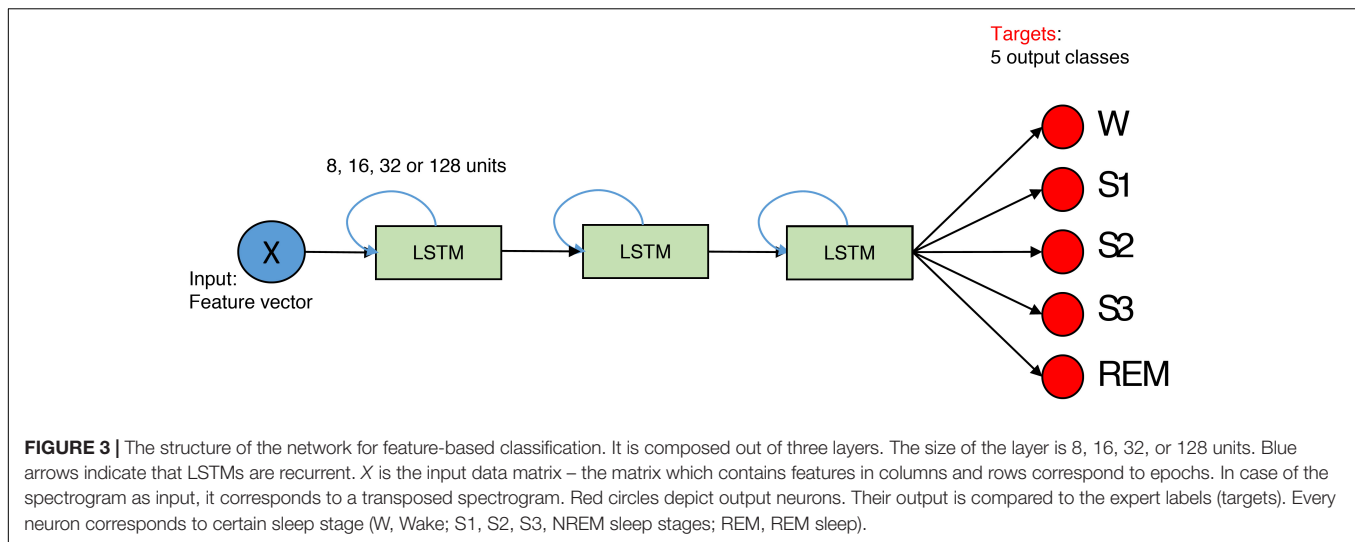 Targets:
5 output classes
W
8, 16, 32 or 128 units
S1
X
LSTM
LSTM
LSTM
S2
Input:
Feature vector
S3
REM
FIGURE 3 | The structure of the network for feature-based classification. It is composed out of three layers. The size of the layer is 8, 16, 32, or 128 units. Blue
arrows indicate that LSTMs are recurrent. X is the input data matrix – the matrix which contains features in columns and rows correspond to epochs. In case of the
spectrogram as input, it corresponds to a transposed spectrogram. Red circles depict output neurons. Their output is compared to the expert labels (targets). Every
neuron corresponds to certain sleep stage (W, Wake; S1, S2, S3, NREM sleep stages; REM, REM sleep).